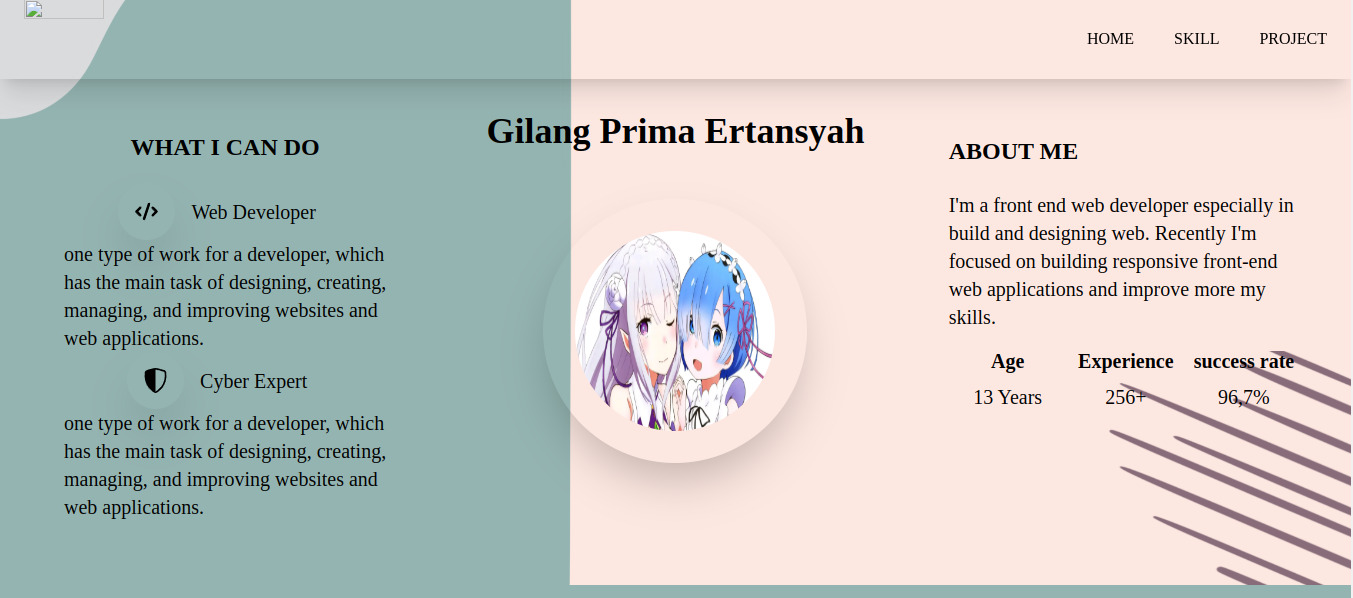 HOME SKILL PROJECT
Gilang Prima Ertansyah
WHAT I CAN DO
Web Developer
one type of work for a developer, which
has the main task of designing, creating,
managing, and improving websites and
web applications.
Cyber Expert
one type of work for a developer, which
has the main task of designing, creating,
managing, and improving websites and
web applications.
ABOUT ME
I'm a front end web developer especially in
build and designing web. Recently I'm
focused on building responsive front-end
web applications and improve more my
skills.
Age Experience success rate
13 Years 256+ 96,7%